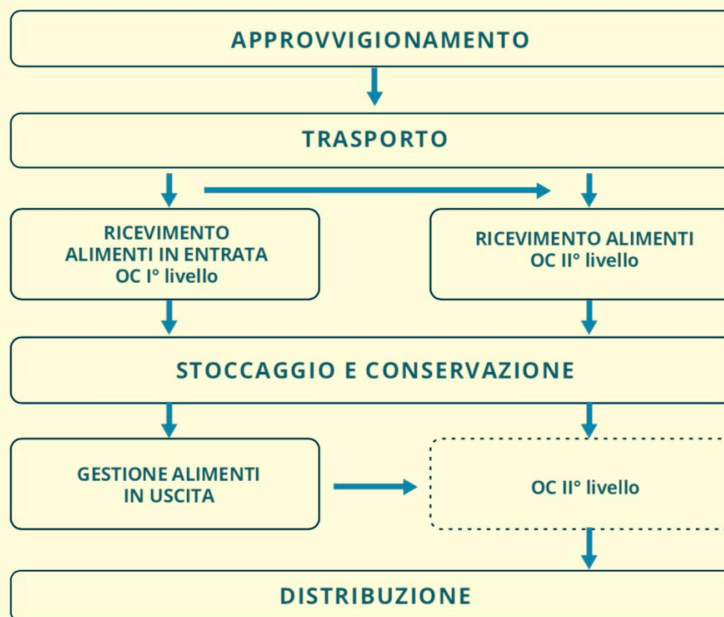 APPROVVIGIONAMENTO
TRASPORTO
RICEVIMENTO
ALIMENTI IN ENTRATA
OC I° livello
RICEVIMENTO ALIMENTI
OC II° livello
STOCCAGGIO E CONSERVAZIONE
GESTIONE ALIMENTI
IN USCITA
OC II° livello
DISTRIBUZIONE